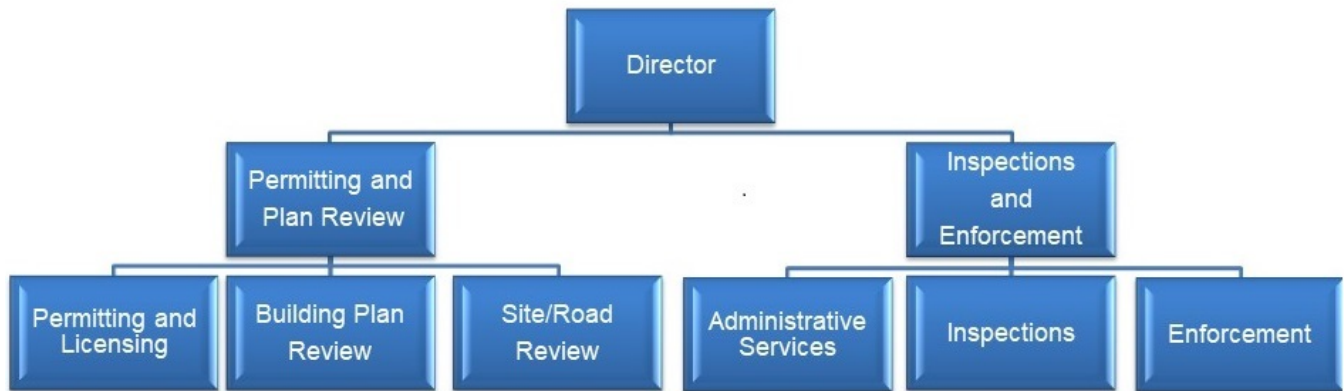 Director
Permitting and
Plan Review
Inspections
and
Enforcement
Permitting and
Licensing
Building Plan
Review
Site/Road
Review
Administrative
Services
Inspections
Enforcement